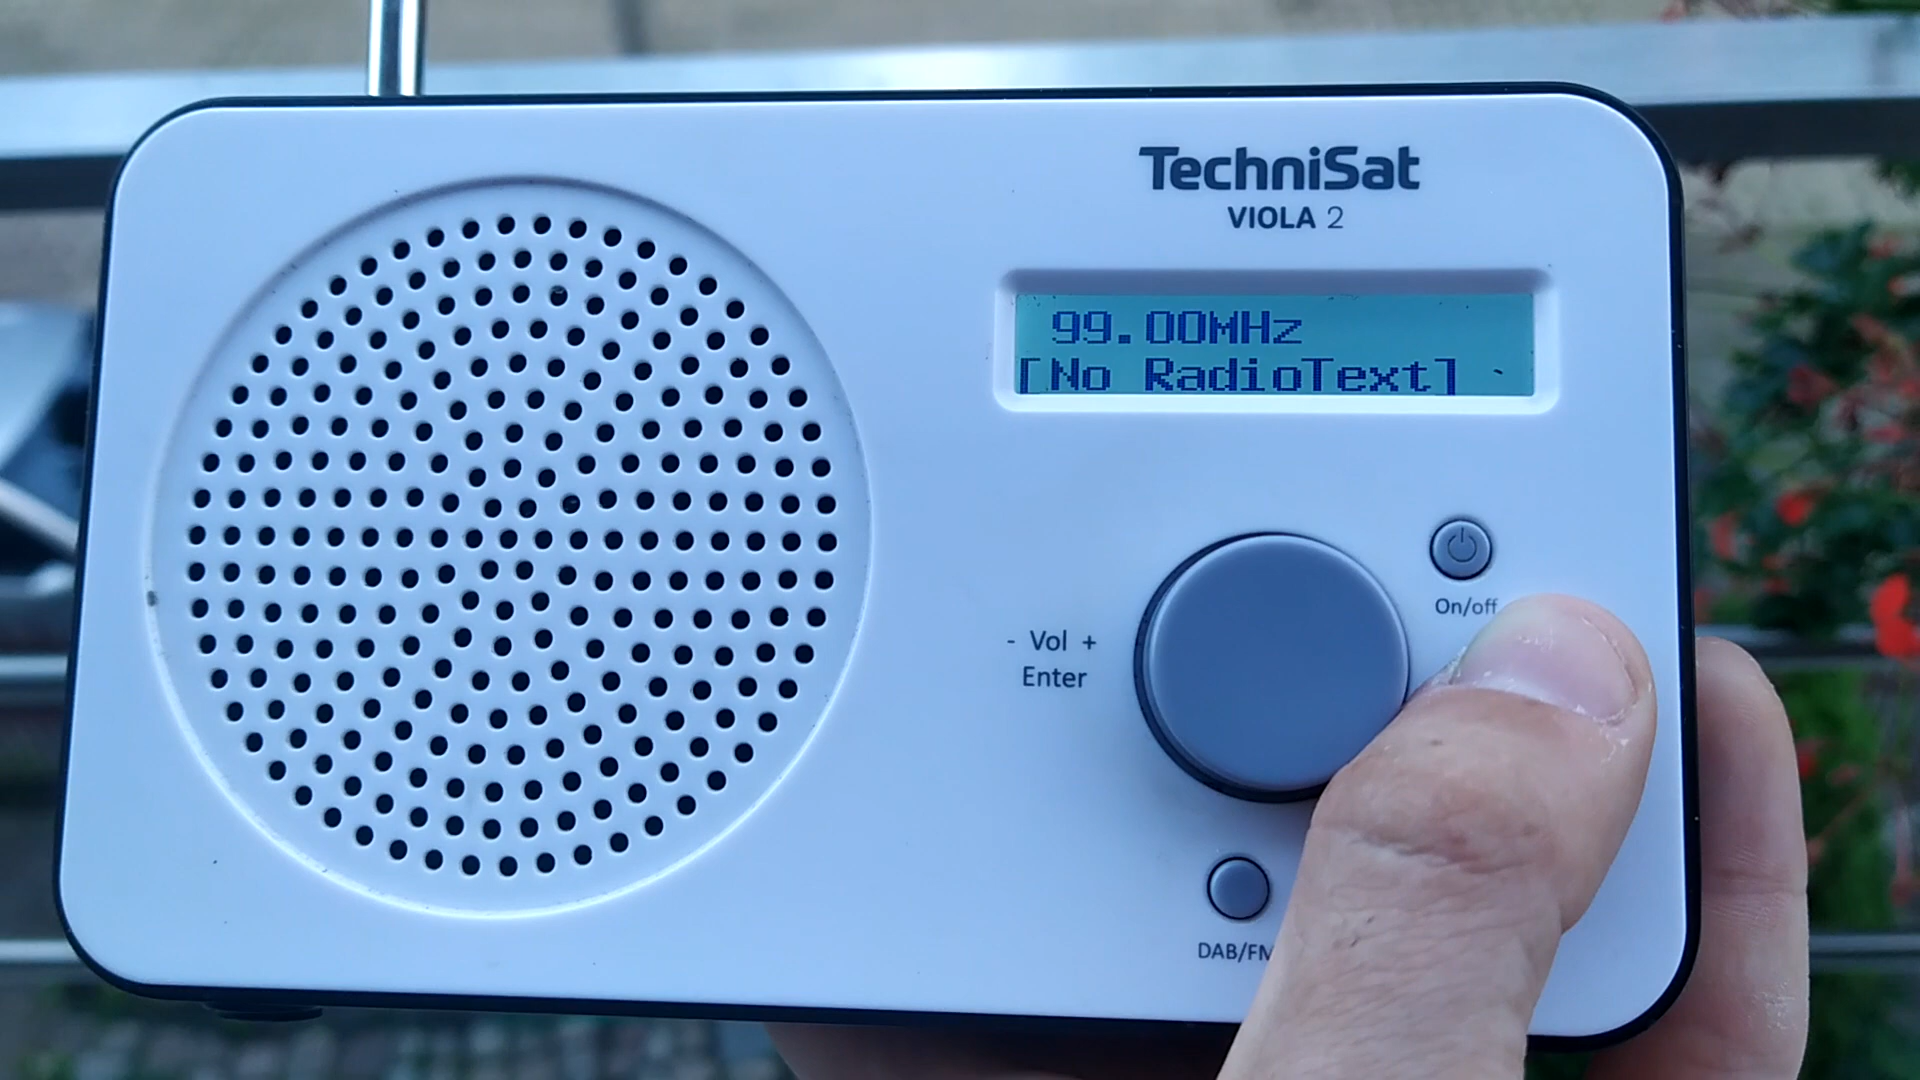 TechniSat
VIOLA 2
99.00MHz
[No RadioText]
On/off
- Vol +
Enter
DAB/FM